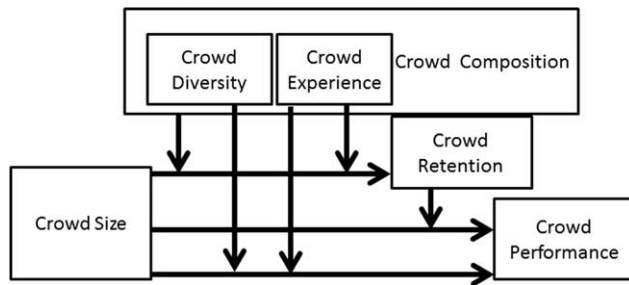 Crowd
Diversity
Crowd
Experience
Crowd Composition
Crowd
Retention
Crowd Size
Crowd
Performance